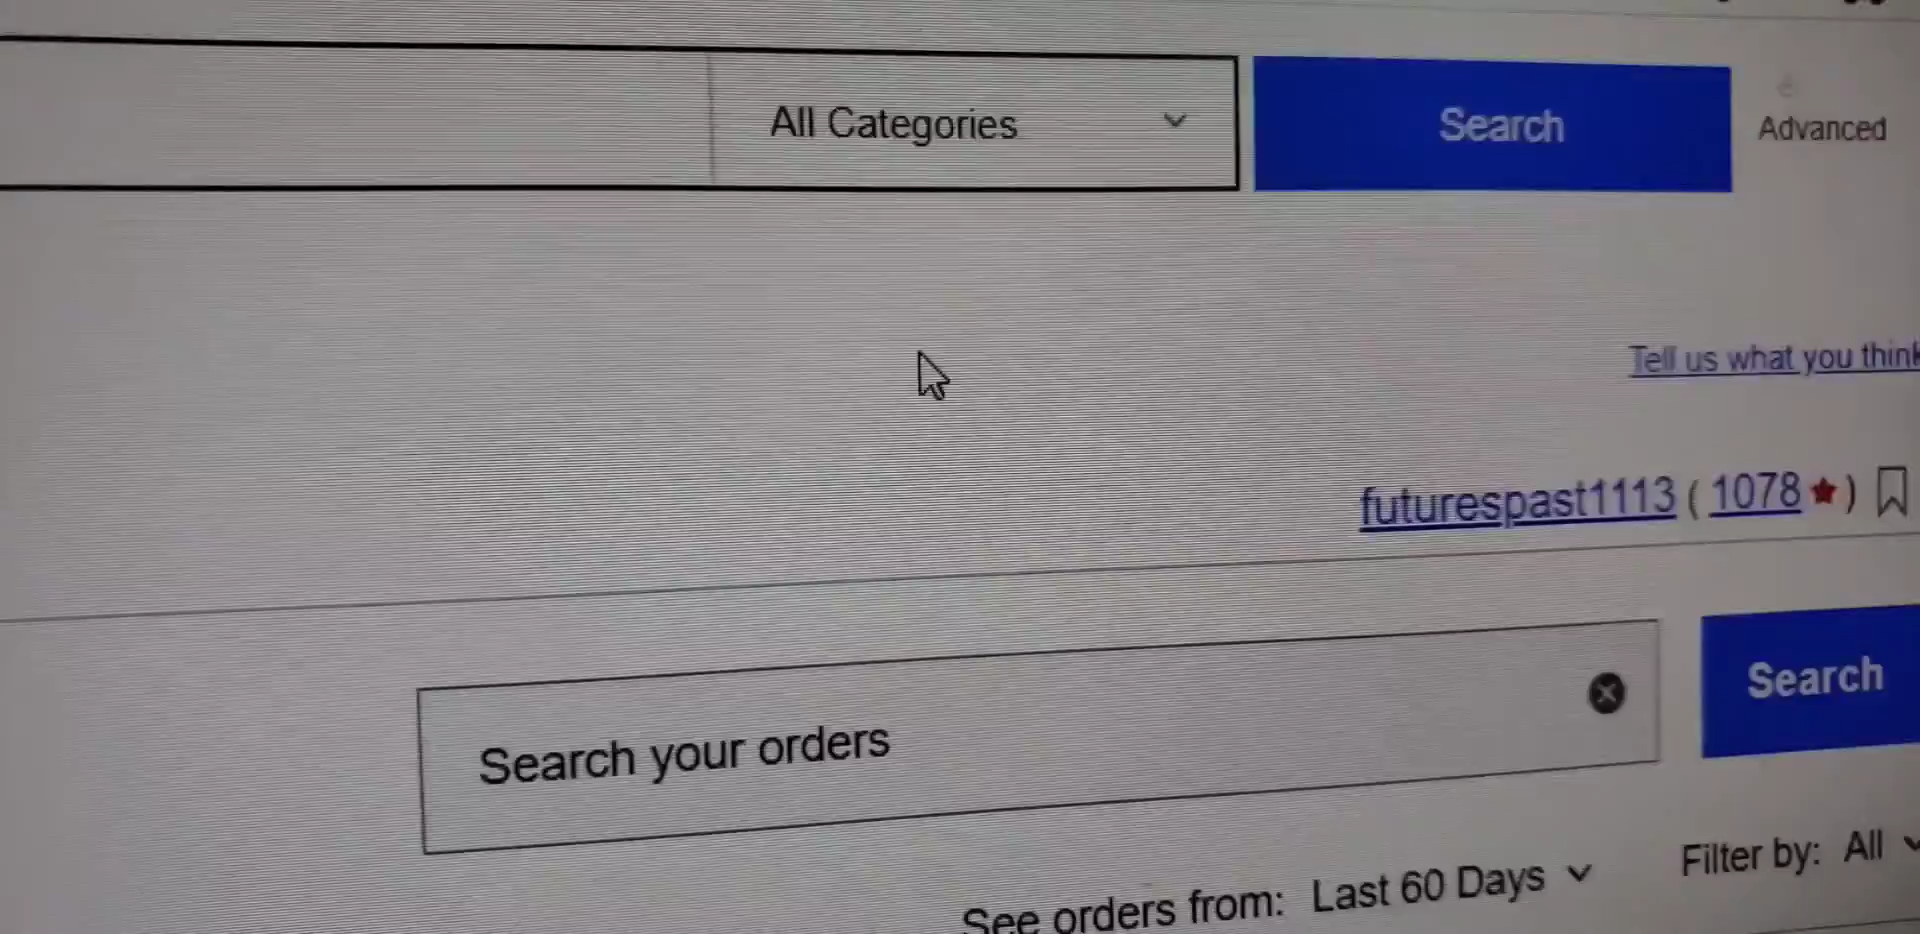 All Categories
Search
Advanced
Tell us what you think
futurespast1113 ( 1078 )
Search your orders
Search
See orders from: Last 60 Days
Filter by: All